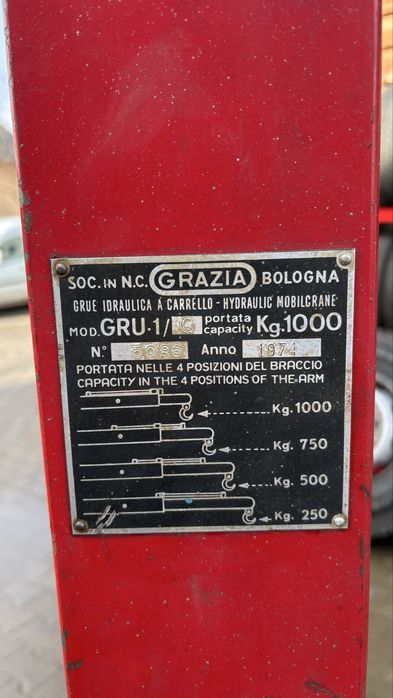 SOC. IN N.C. GRAZIA BOLOGNA
GRUE IDRAULICA A CARRELLO - HYDRAULIC MOBILCRANE
MOD. GRU·1/ portata capacity Kg.1000
N° 5086 Anno 1974
PORTATA NELLE 4 POSIZIONI DEL BRACCIO
CAPACITY IN THE 4 POSITIONS OF THE ARM
Kg. 1000
Kg. 750
Kg. 500
Kg. 250